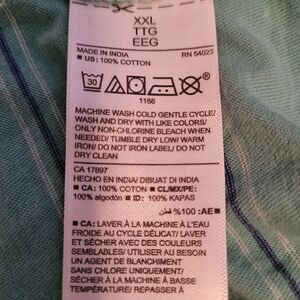 XXL
TTG
EEG
MADE IN INDIA RN 54023
■ US: 100% COTTON
30
1166
MACHINE WASH COLD GENTLE CYCLE/
WASH AND DRY WITH LIKE COLORS/
ONLY NON-CHLORINE BLEACH WHEN
NEEDED/ TUMBLE DRY LOW/ WARM
IRON/ DO NOT IRON LABEL/ DO NOT
DRY CLEAN
CA 17897
HECHO EN INDIA/ DIBUAT DI INDIA
■ CA: 100% COTON ■ CL/MX/PE:
100% algodón ■ ID: 100% KAPAS
■ AE: 100% قطن
■ CA: LAVER À LA MACHINE À L'EAU
FROIDE AU CYCLE DÉLICAT/ LAVER
ET SÉCHER AVEC DES COULEURS
SEMBLABLES/ UTILISER AU BESOIN
UN AGENT DE BLANCHIMENT
SANS CHLORE UNIQUEMENT/
SÉCHER À LA MACHINE À BASSE
TEMPÉRATURE/ REPASSER À